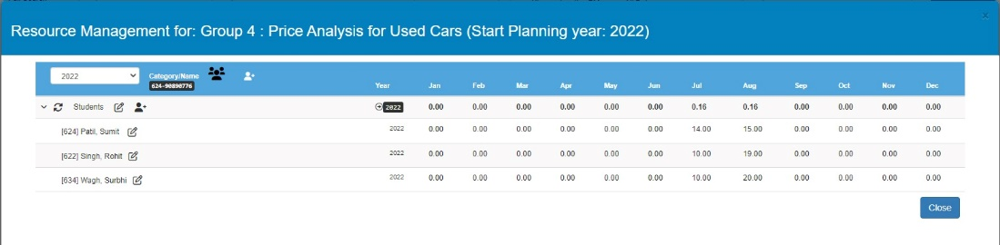 Resource Management for: Group 4 : Price Analysis for Used Cars (Start Planning year: 2022)
×
2022 Category/Name
624-90890776
Year Jan Feb Mar Apr May Jun Jul Aug Sep Oct Nov Dec
Students 2022 0.00 0.00 0.00 0.00 0.00 0.00 0.16 0.16 0.00 0.00 0.00 0.00
[624] Patil, Sumit 2022 0.00 0.00 0.00 0.00 0.00 0.00 14.00 15.00 0.00 0.00 0.00 0.00
[622] Singh, Rohit 2022 0.00 0.00 0.00 0.00 0.00 0.00 10.00 19.00 0.00 0.00 0.00 0.00
[634] Wagh, Surbhi 2022 0.00 0.00 0.00 0.00 0.00 0.00 10.00 20.00 0.00 0.00 0.00 0.00
Close